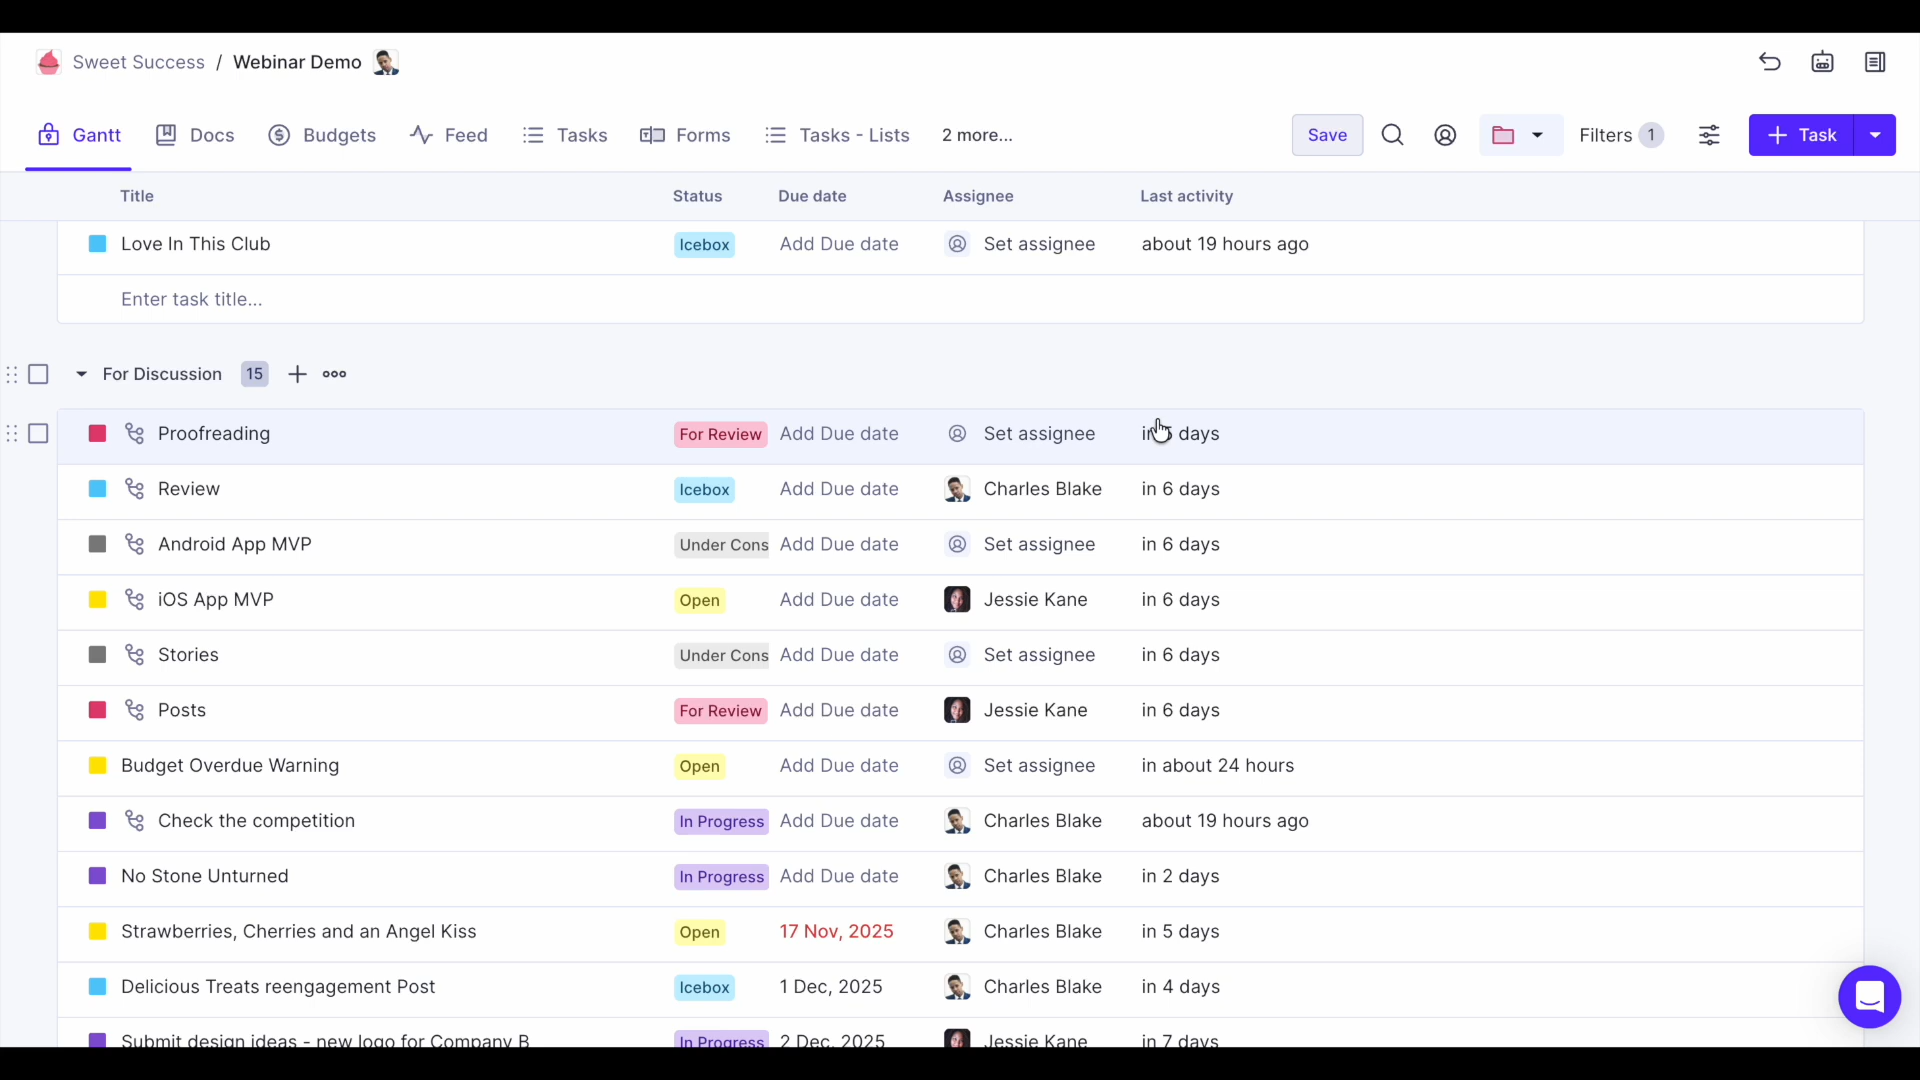 Sweet Success / Webinar Demo
Gantt Docs Budgets Feed Tasks Forms Tasks - Lists 2 more... Save Filters 1 + Task
Title Status Due date Assignee Last activity
Love In This Club Icebox Add Due date Set assignee about 19 hours ago
Enter task title...
For Discussion 15
Proofreading For Review Add Due date Set assignee in days
Review Icebox Add Due date Charles Blake in 6 days
Android App MVP Under Cons Add Due date Set assignee in 6 days
iOS App MVP Open Add Due date Jessie Kane in 6 days
Stories Under Cons Add Due date Set assignee in 6 days
Posts For Review Add Due date Jessie Kane in 6 days
Budget Overdue Warning Open Add Due date Set assignee in about 24 hours
Check the competition In Progress Add Due date Charles Blake about 19 hours ago
No Stone Unturned In Progress Add Due date Charles Blake in 2 days
Strawberries, Cherries and an Angel Kiss Open 17 Nov, 2025 Charles Blake in 5 days
Delicious Treats reengagement Post Icebox 1 Dec, 2025 Charles Blake in 4 days
Submit design ideas - new logo for Company B In Progress 2 Dec, 2025 Jessie Kane in 7 days